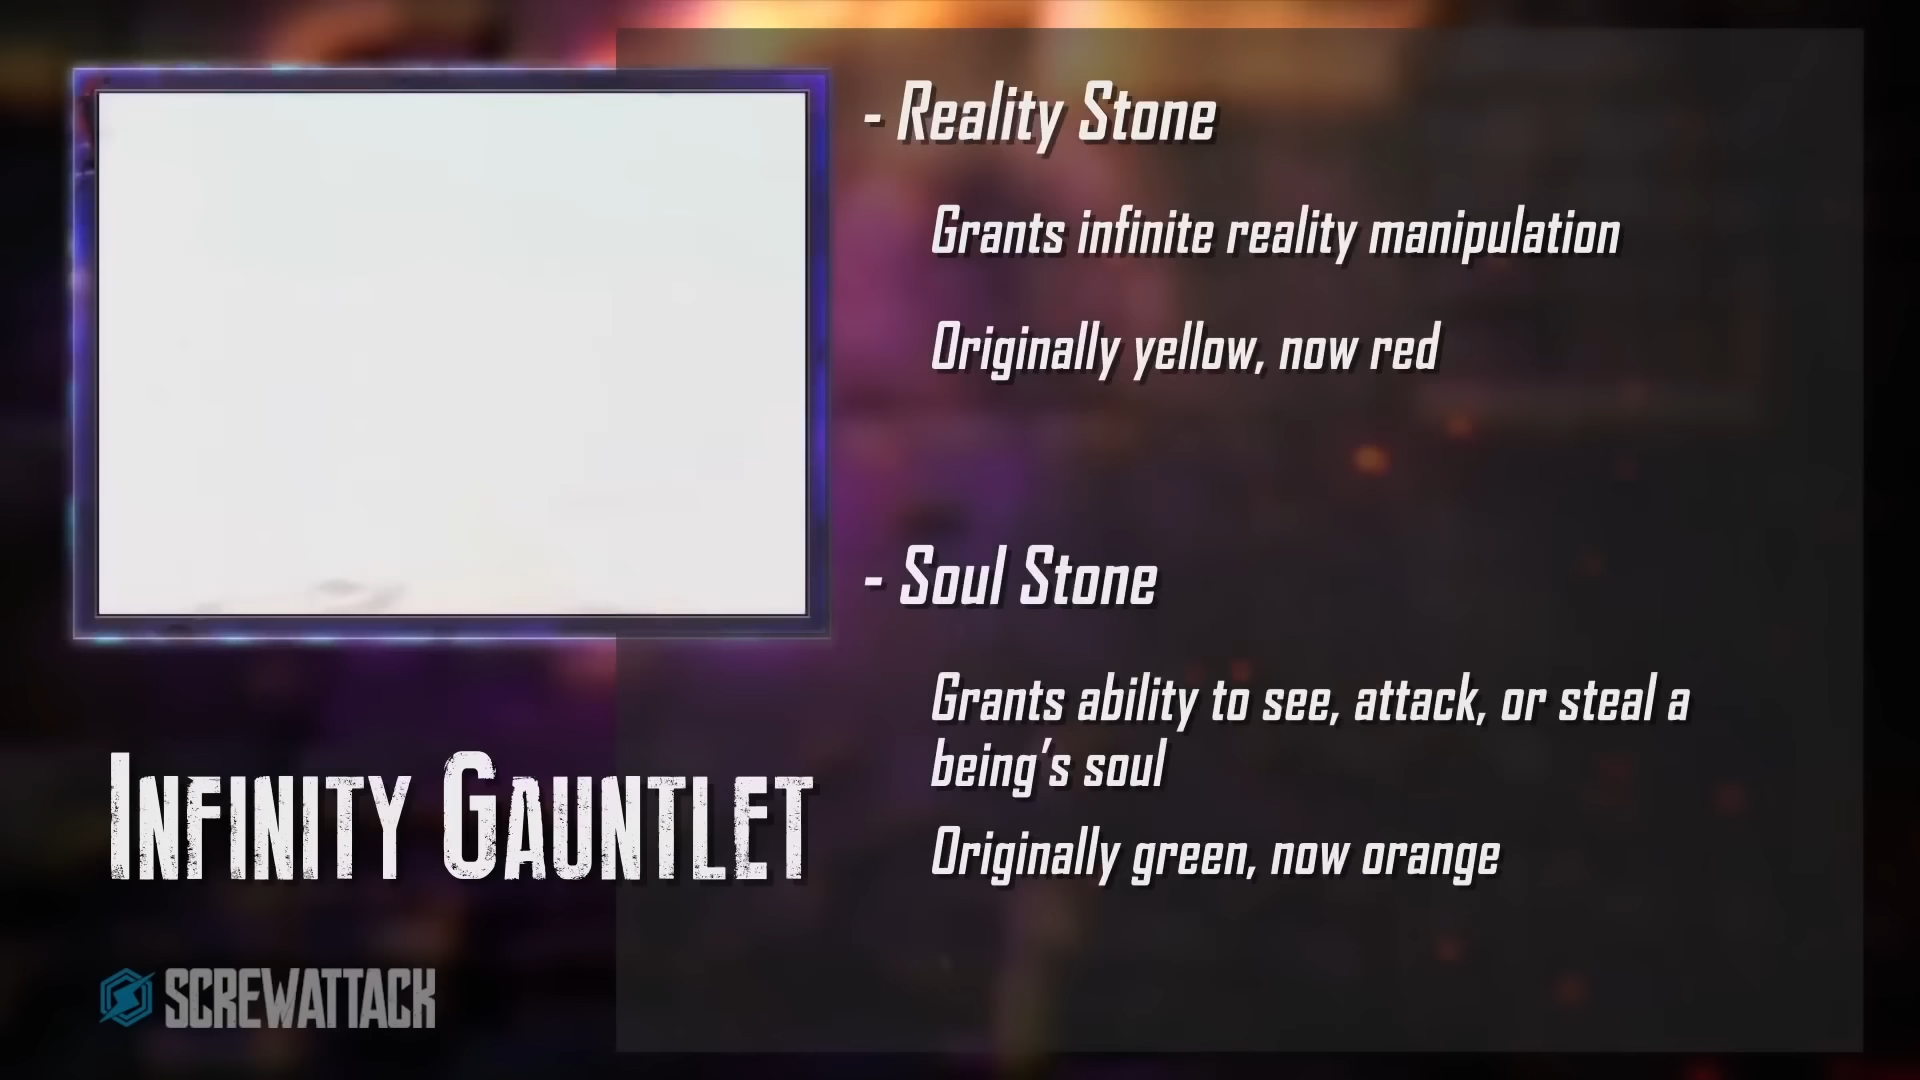 - Reality Stone
Grants infinite reality manipulation
Originally yellow, now red
- Soul Stone
Grants ability to see, attack, or steal a
being's soul
Originally green, now orange
Infinity Gauntlet
SCREWATTACK